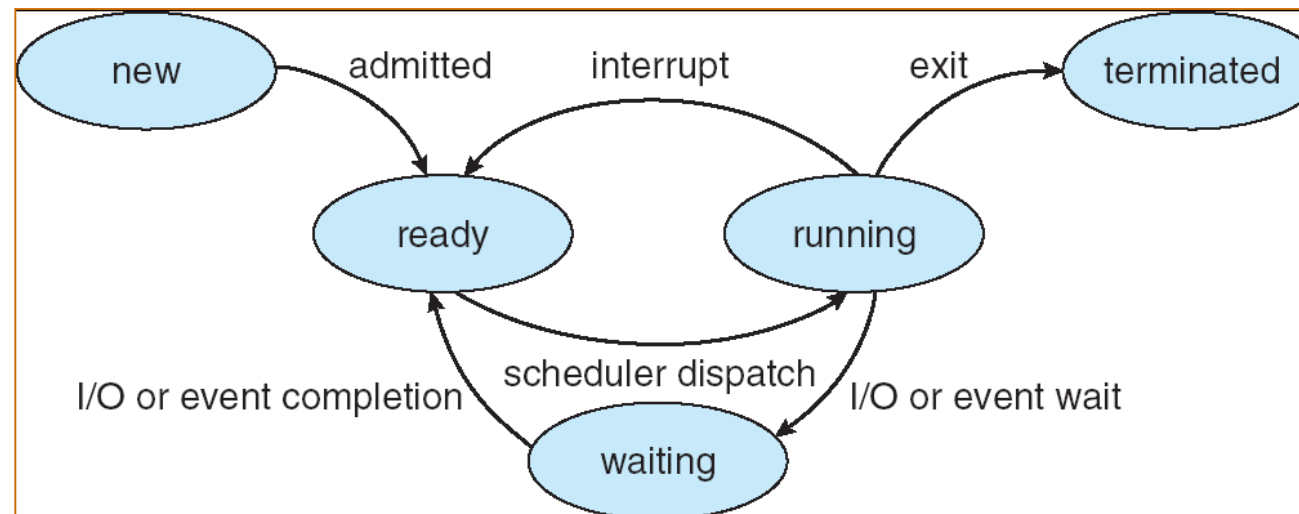 new
admitted
interrupt
exit
terminated
ready
running
scheduler dispatch
I/O or event completion
I/O or event wait
waiting